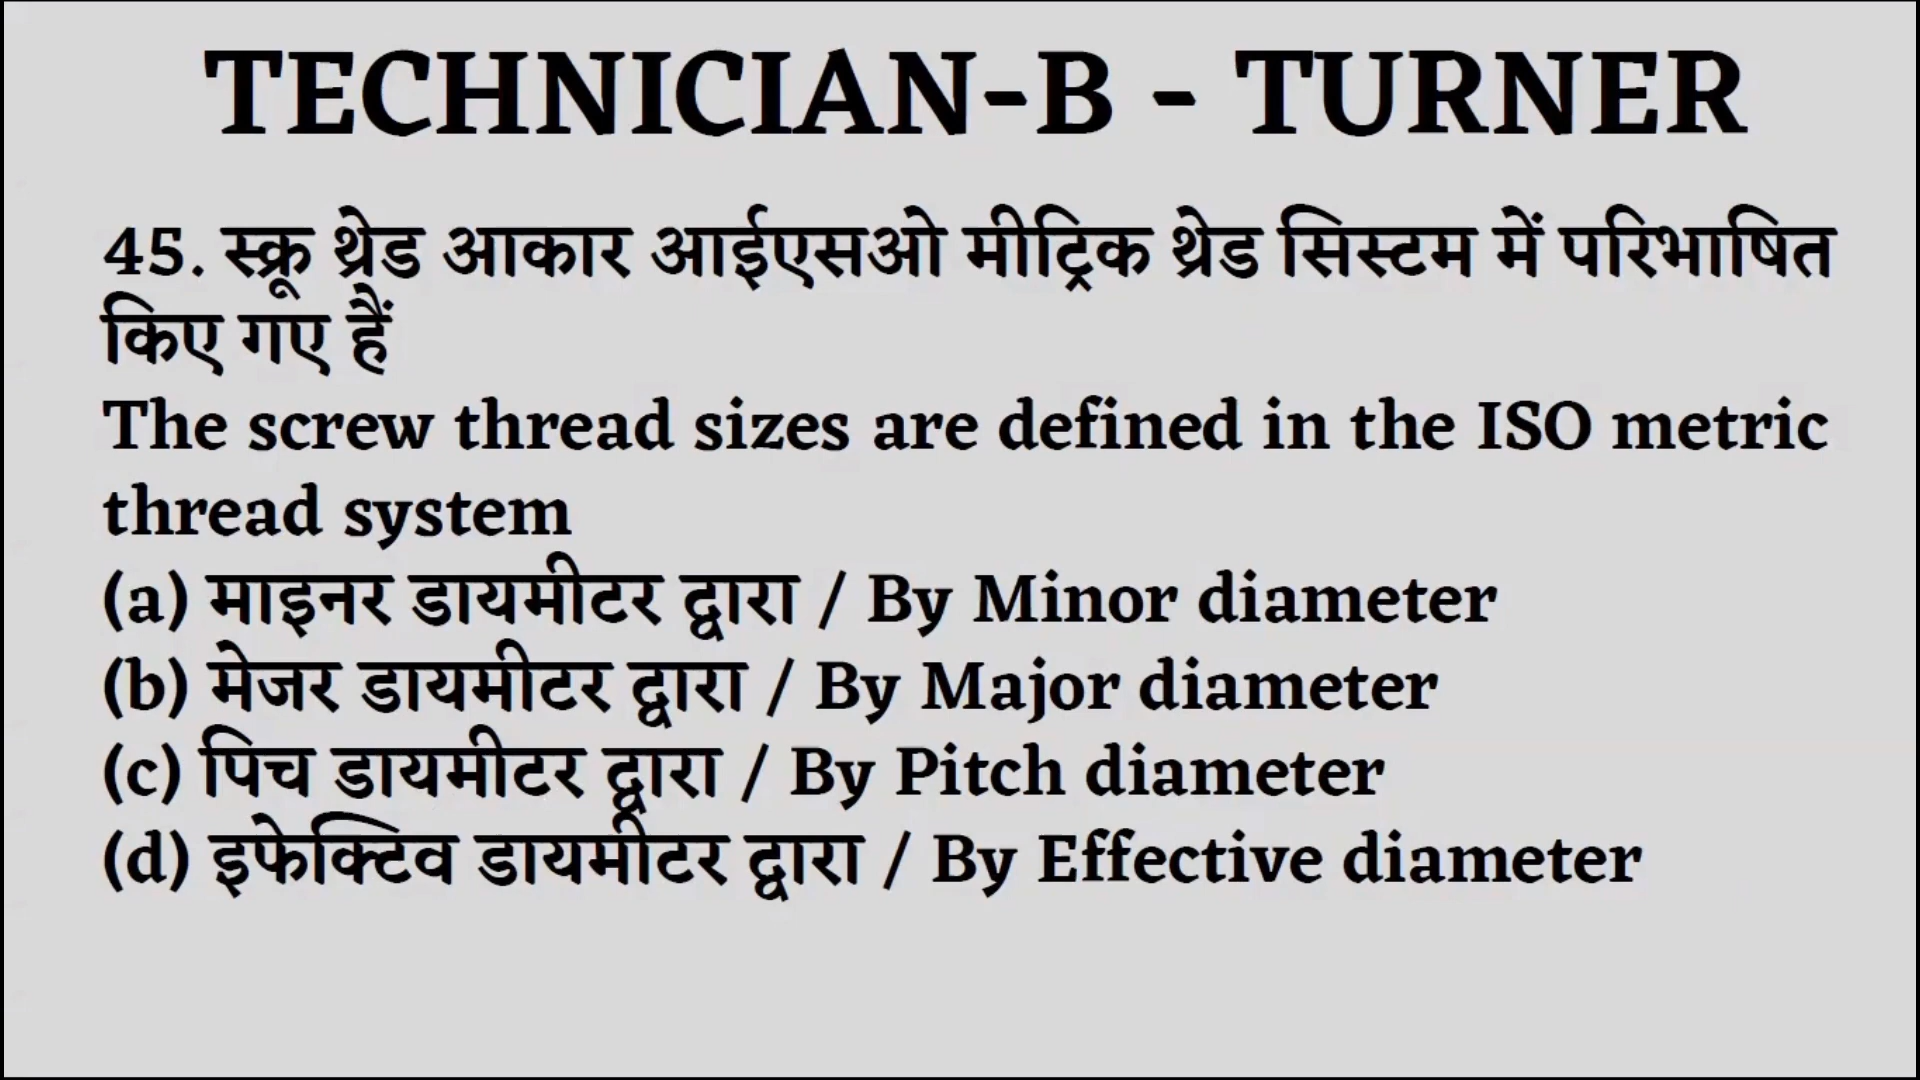 TECHNICIAN-B - TURNER
45. स्क्रू थ्रेड आकार आईएसओ मीट्रिक थ्रेड सिस्टम में परिभाषित
किए गए हैं
The screw thread sizes are defined in the ISO metric
thread system
(a) माइनर डायमीटर द्वारा / By Minor diameter
(b) मेजर डायमीटर द्वारा / By Major diameter
(c) पिच डायमीटर द्वारा / By Pitch diameter
(d) इफेक्टिव डायमीटर द्वारा / By Effective diameter